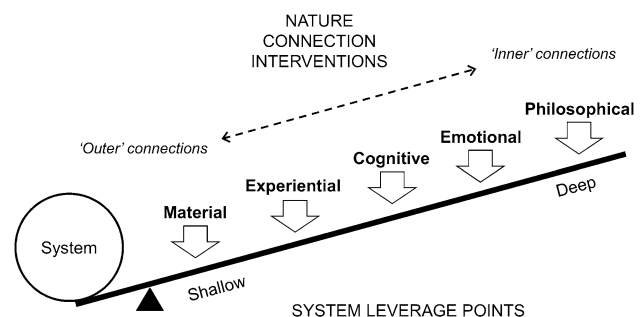 NATURE
CONNECTION
INTERVENTIONS
‘Inner’ connections
‘Outer’ connections
Philosophical
Emotional
Cognitive
Experiential
Material
System
Deep
Shallow
SYSTEM LEVERAGE POINTS